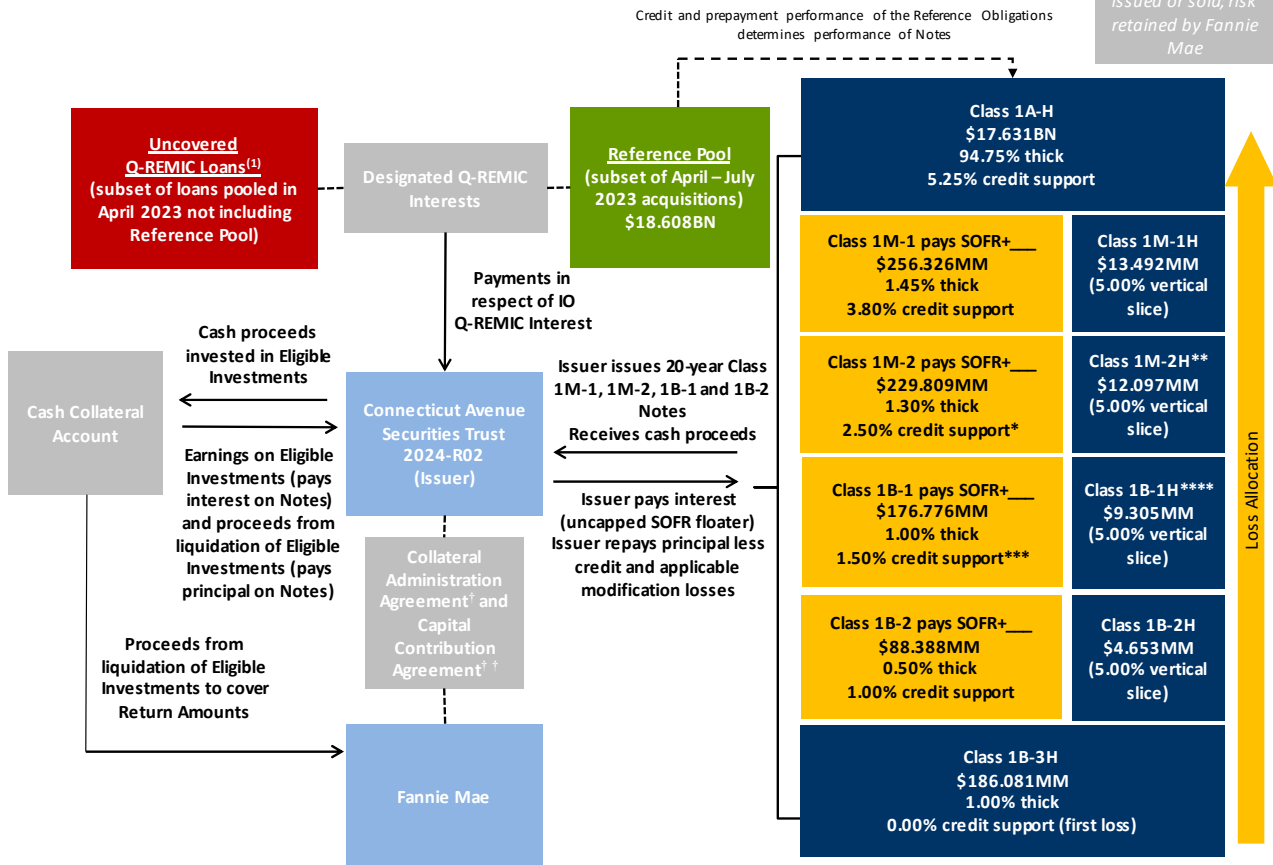 Credit and prepayment performance of the Reference Obligations
determines performance of Notes
issued or sold, risk
retained by Fannie
Mae
Uncovered
Q-REMIC Loans(1)
(subset of loans pooled in
April 2023 not including
Reference Pool)
Designated Q-REMIC
Interests
Reference Pool
(subset of April – July
2023 acquisitions)
$18.608BN
Payments in
respect of IO
Q-REMIC Interest
Cash proceeds
invested in Eligible
Investments
Cash Collateral
Account
Earnings on Eligible
Investments (pays
interest on Notes)
and proceeds from
liquidation of Eligible
Investments (pays
principal on Notes)
Connecticut Avenue
Securities Trust
2024-R02
(Issuer)
Issuer issues 20-year Class
1M-1, 1M-2, 1B-1 and 1B-2
Notes
Receives cash proceeds
Issuer pays interest
(uncapped SOFR floater)
Issuer repays principal less
credit and applicable
modification losses
Collateral
Administration
Agreement† and
Capital
Contribution
Agreement† †
Proceeds from
liquidation of Eligible
Investments to cover
Return Amounts
Fannie Mae
Class 1A-H
$17.631BN
94.75% thick
5.25% credit support
Class 1M-1 pays SOFR+___
$256.326MM
1.45% thick
3.80% credit support
Class 1M-1H
$13.492MM
(5.00% vertical
slice)
Class 1M-2 pays SOFR+___
$229.809MM
1.30% thick
2.50% credit support*
Class 1M-2H**
$12.097MM
(5.00% vertical
slice)
Class 1B-1 pays SOFR+___
$176.776MM
1.00% thick
1.50% credit support***
Class 1B-1H****
$9.305MM
(5.00% vertical
slice)
Class 1B-2 pays SOFR+___
$88.388MM
0.50% thick
1.00% credit support
Class 1B-2H
$4.653MM
(5.00% vertical
slice)
Class 1B-3H
$186.081MM
1.00% thick
0.00% credit support (first loss)
Loss Allocation